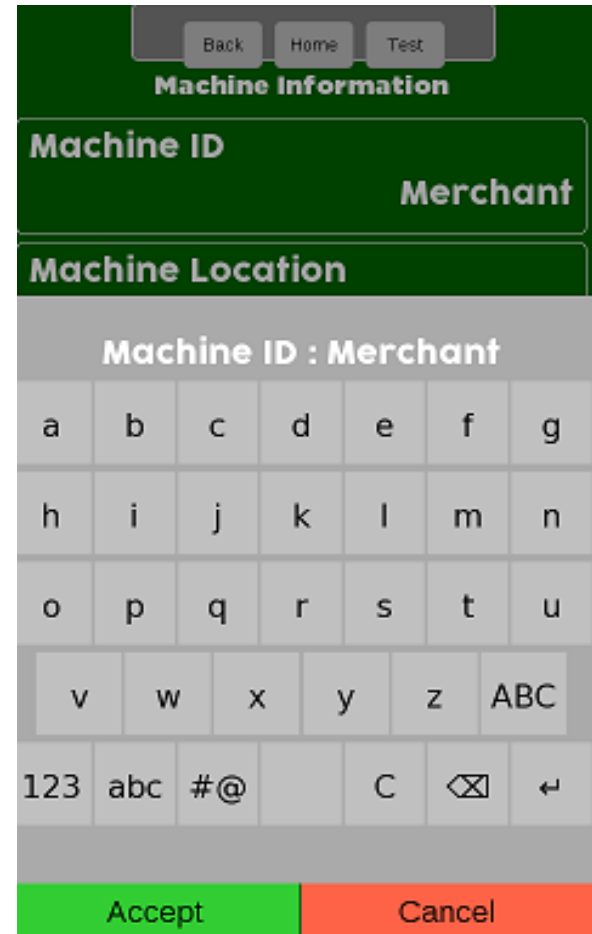 Back Home Test
Machine Information
Machine ID
Merchant
Machine Location
Machine ID : Merchant
a b c d e f g
h i j k l m n
o p q r s t u
v w x y z ABC
123 abc #@ C ⌫ ↵
Accept Cancel